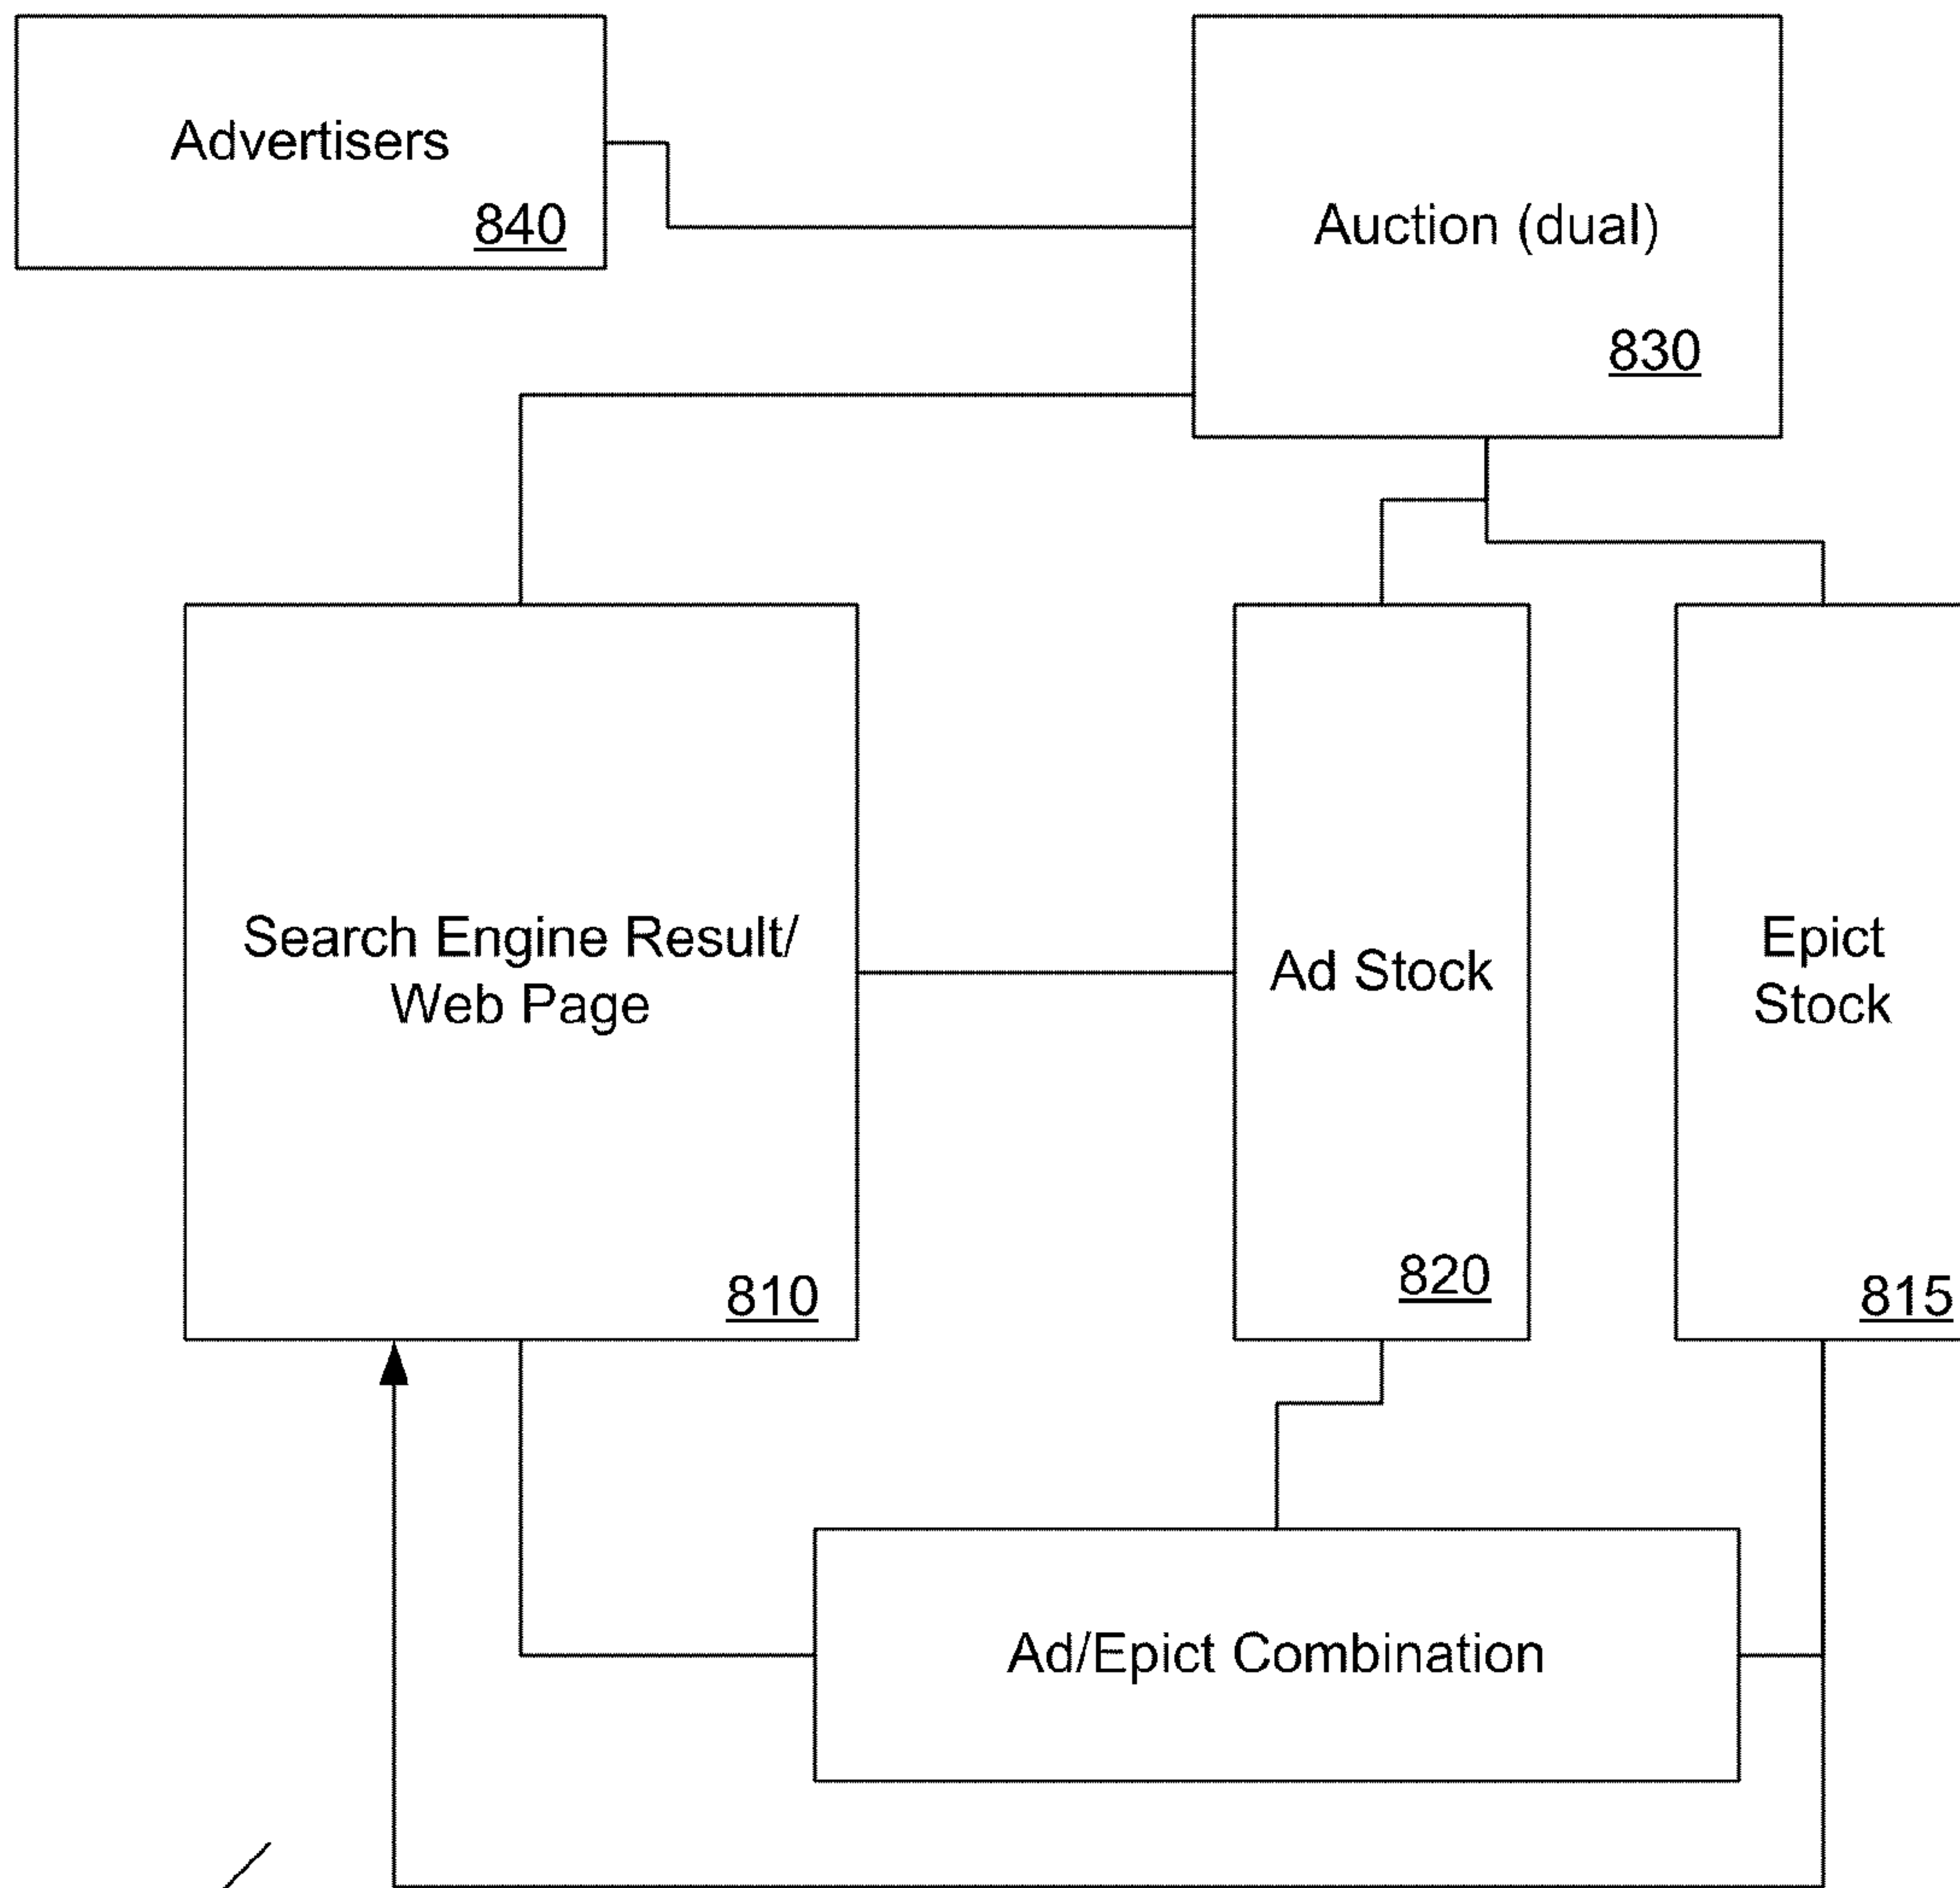 Advertisers
840
Auction (dual)
830
Search Engine Result/
Web Page
810
Ad Stock
820
Epict
Stock
815
Ad/Epict Combination